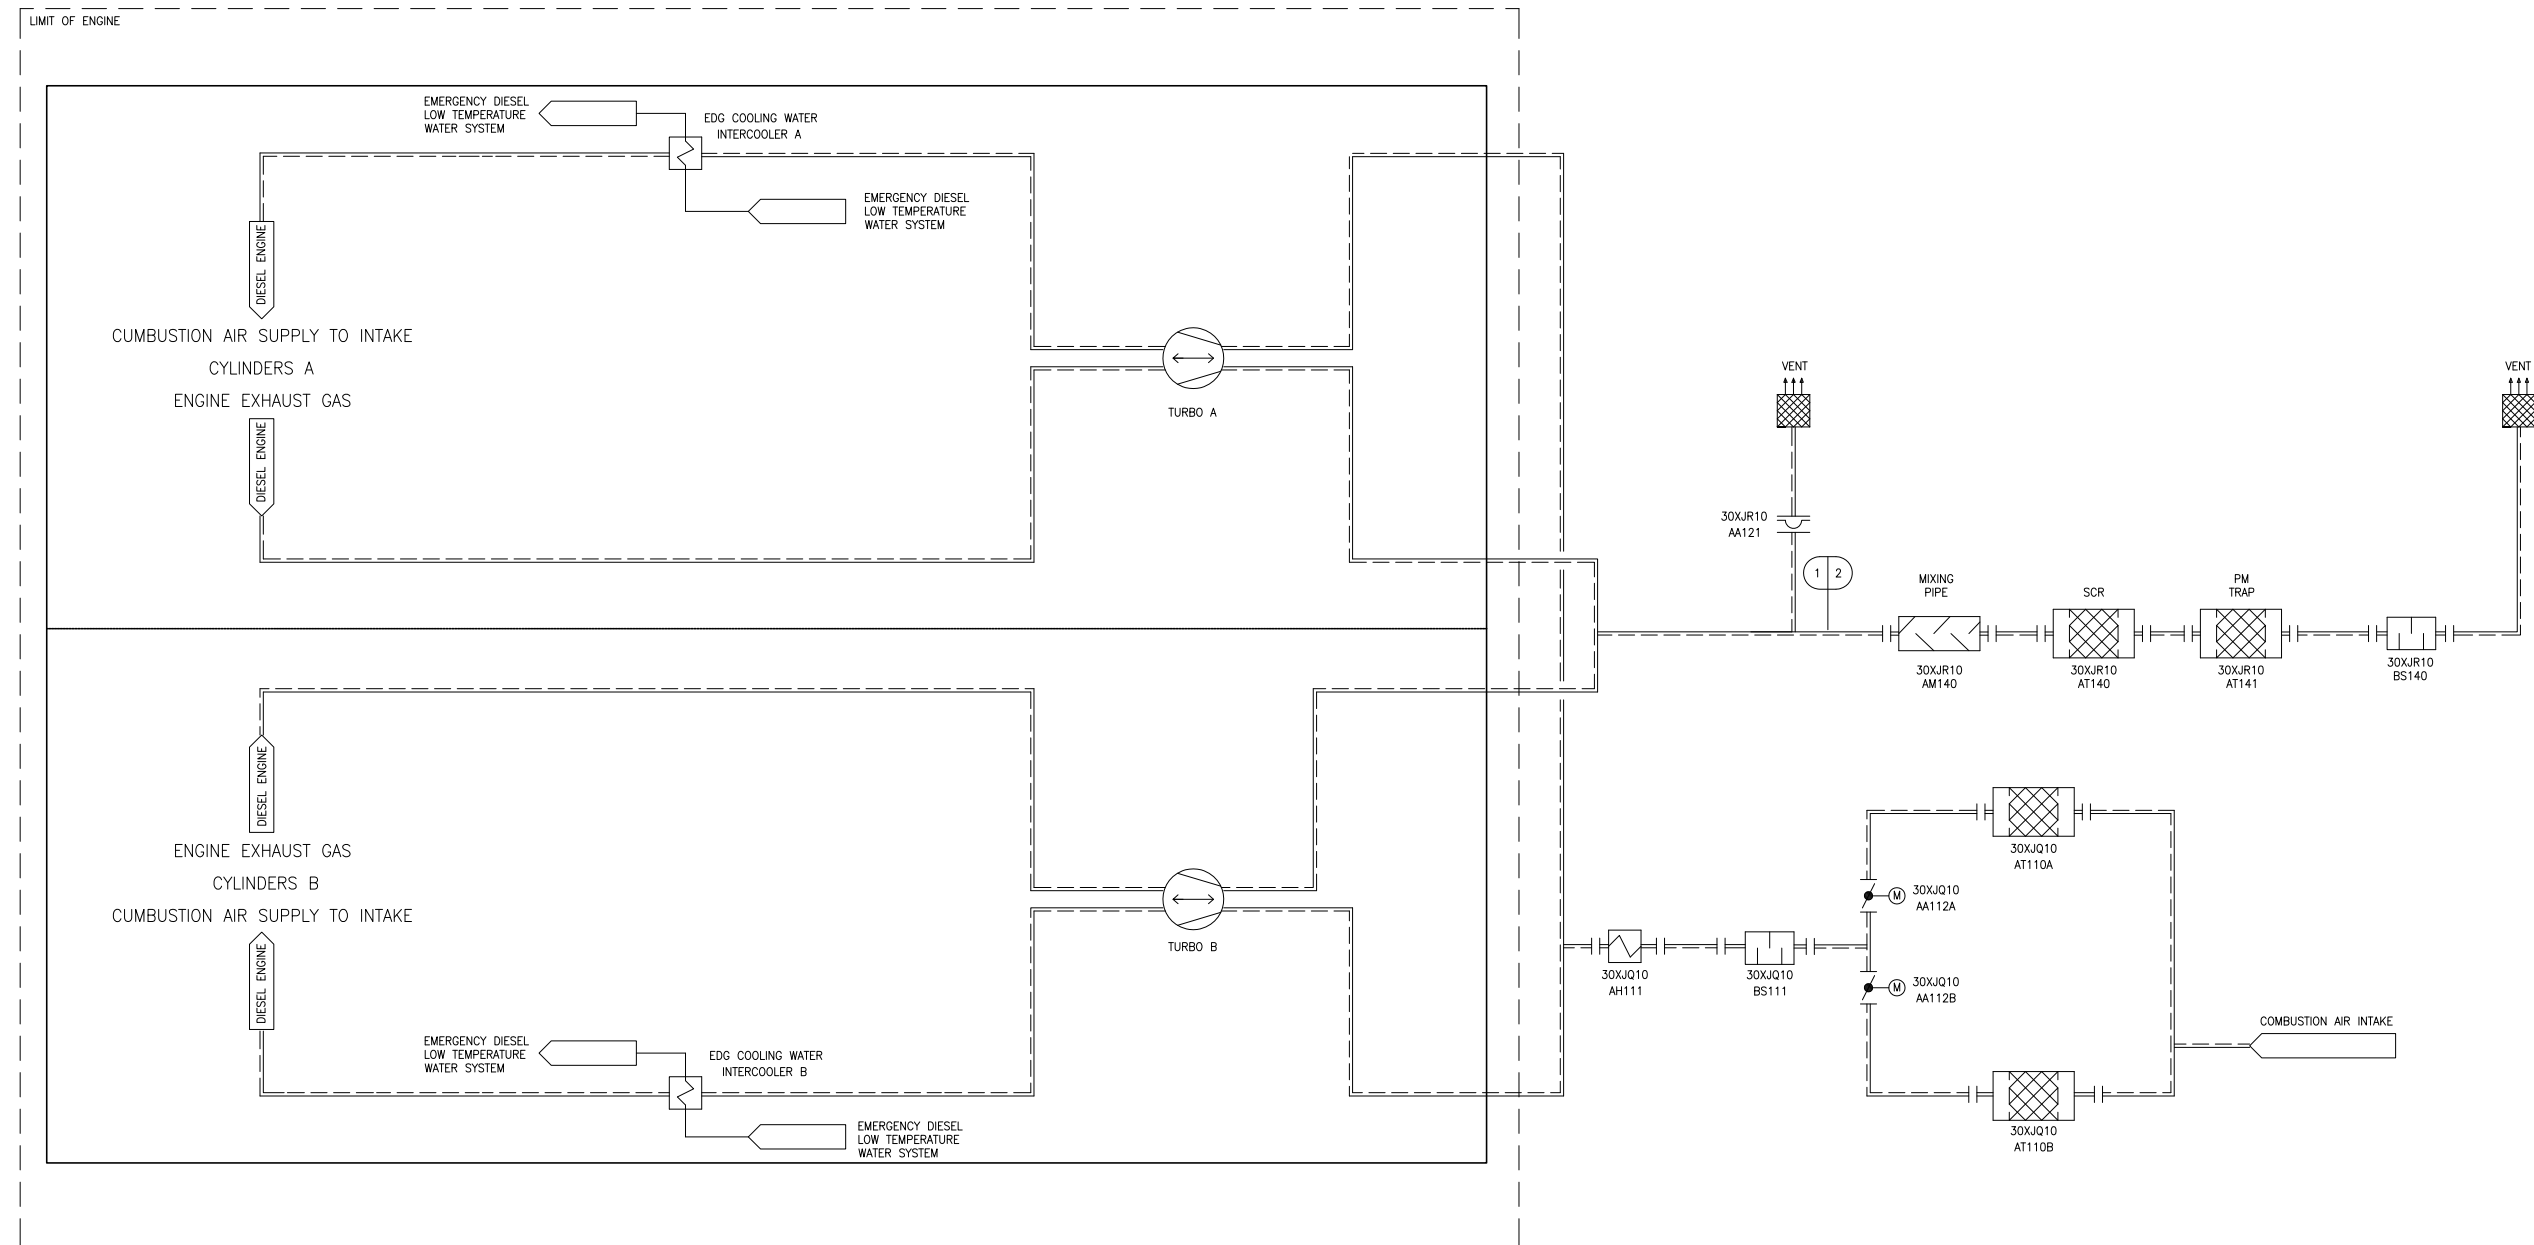 LIMIT OF ENGINE
EMERGENCY DIESEL
LOW TEMPERATURE
WATER SYSTEM
EDG COOLING WATER
INTERCOOLER A
EMERGENCY DIESEL
LOW TEMPERATURE
WATER SYSTEM
DIESEL ENGINE
CUMBUSTION AIR SUPPLY TO INTAKE
CYLINDERS A
ENGINE EXHAUST GAS
DIESEL ENGINE
TURBO A
VENT
VENT
30XJR10
AA121
1 2
MIXING
PIPE
30XJR10
AM140
SCR
30XJR10
AT140
PM
TRAP
30XJR10
AT141
30XJR10
BS140
DIESEL ENGINE
ENGINE EXHAUST GAS
CYLINDERS B
CUMBUSTION AIR SUPPLY TO INTAKE
DIESEL ENGINE
TURBO B
EMERGENCY DIESEL
LOW TEMPERATURE
WATER SYSTEM
EDG COOLING WATER
INTERCOOLER B
EMERGENCY DIESEL
LOW TEMPERATURE
WATER SYSTEM
30XJQ10
AH111
30XJQ10
BS111
M
30XJQ10
AA112A
M
30XJQ10
AA112B
30XJQ10
AT110A
30XJQ10
AT110B
COMBUSTION AIR INTAKE